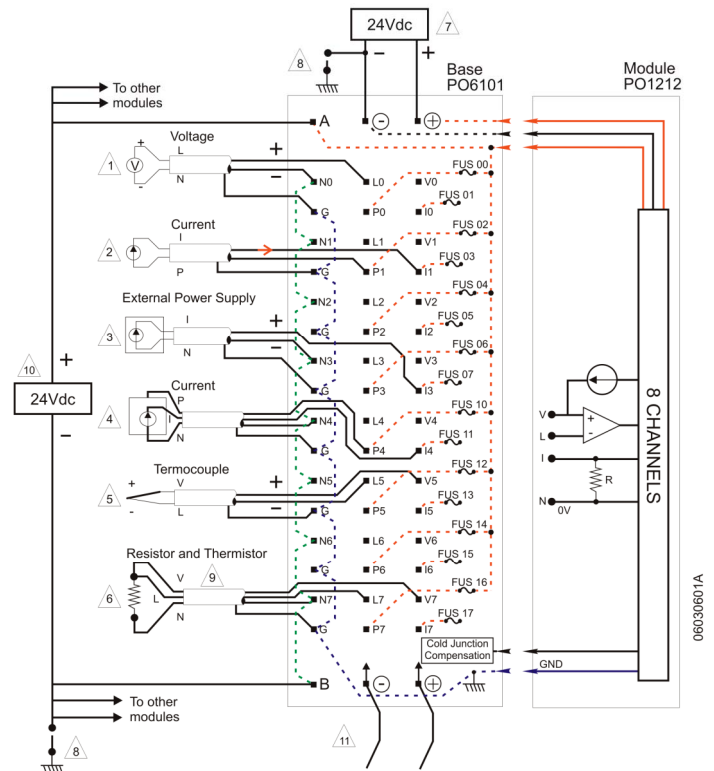 24Vdc
7
8
-
+
Base
PO6101
Module
PO1212
To other
modules
A
-
+
Voltage
1
+
V
-
L
N
+
-
N0
L0
V0
FUS 00
G
P0
I0
FUS 01
Current
2
I
P
N1
L1
V1
FUS 02
G
P1
I1
FUS 03
External Power Supply
3
I
N
+
-
N2
L2
V2
FUS 04
G
P2
I2
FUS 05
N3
L3
V3
FUS 06
G
P3
I3
FUS 07
10
+
24Vdc
-
Current
4
P
I
N
N4
L4
V4
FUS 10
G
P4
I4
FUS 11
Termocouple
5
+
-
V
L
+
-
N5
L5
V5
FUS 12
G
P5
I5
FUS 13
N6
L6
V6
FUS 14
G
P6
I6
FUS 15
Resistor and Thermistor
6
V
L
N
9
N7
L7
V7
FUS 16
G
P7
I7
FUS 17
Cold Junction
Compensation
GND
B
-
+
To other
modules
8
11
V
L
I
N
0V
+
-
R
8 CHANNELS
06030601A